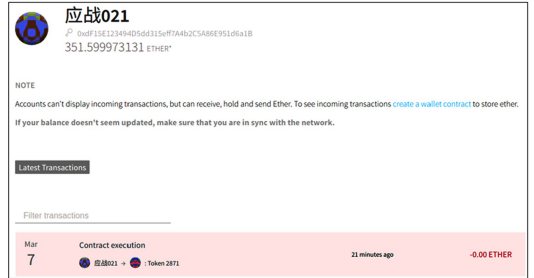 应战021
0xdF15E123494D5dd315eff7A4b2C5A86E951d6a1B
351.599973131 ETHER*
NOTE
Accounts can't display incoming transactions, but can receive, hold and send Ether. To see incoming transactions create a wallet contract to store ether.
If your balance doesn't seem updated, make sure that you are in sync with the network.
Latest Transactions
Filter transactions
Mar
7
Contract execution
应战021 → : Token 2871
21 minutes ago
-0.00 ETHER